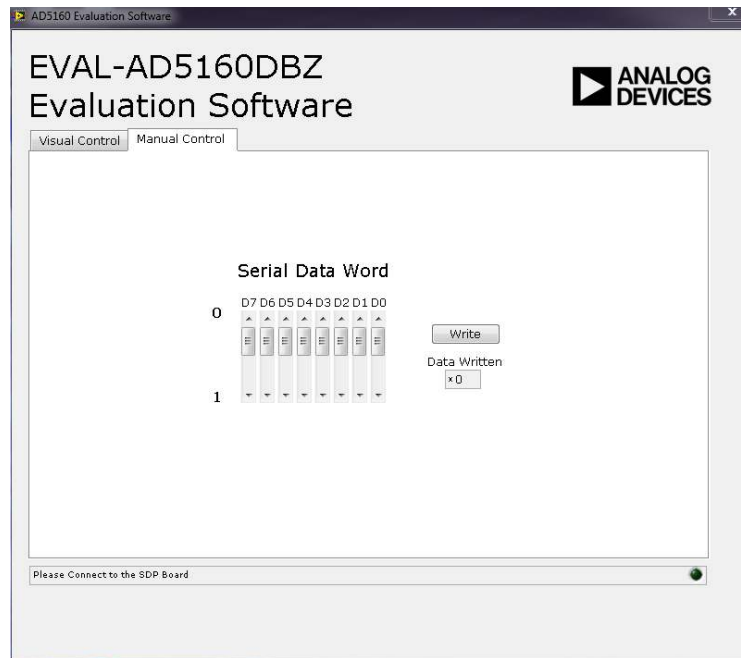 AD5160 Evaluation Software
x
EVAL-AD5160DBZ
Evaluation Software
ANALOG
DEVICES
Visual Control
Manual Control
Serial Data Word
D7 D6 D5 D4 D3 D2 D1 D0
0
1
Write
Data Written
×0
Please Connect to the SDP Board